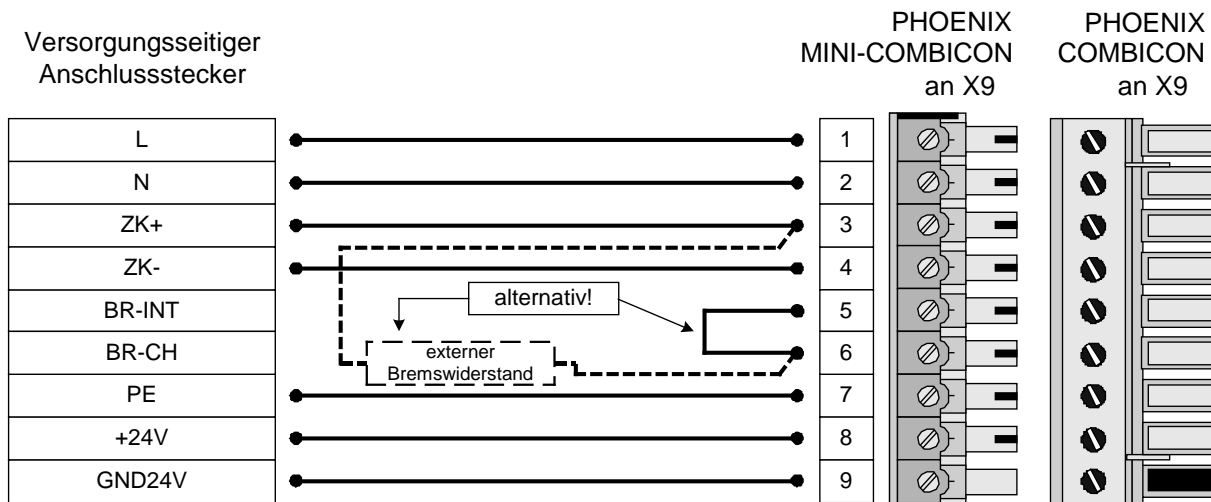 Versorgungsseitiger
Anschlussstecker
PHOENIX
MINI-COMBICON
an X9
PHOENIX
COMBICON
an X9
L
1
N
2
ZK+
3
ZK-
4
BR-INT
alternativ!
5
BR-CH
externer
Bremswiderstand
6
PE
7
+24V
8
GND24V
9